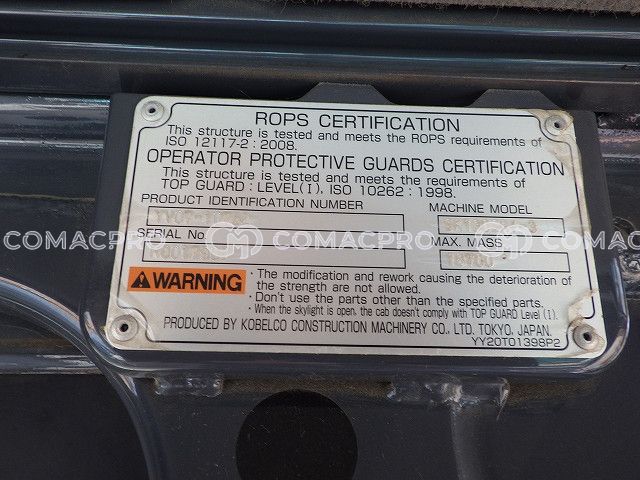 ROPS CERTIFICATION
This structure is tested and meets the ROPS requirements of
ISO 12117-2 : 2008.
OPERATOR PROTECTIVE GUARDS CERTIFICATION
This structure is tested and meets the requirements of
TOP GUARD : LEVEL(I). ISO 10262 : 1998.
PRODUCT IDENTIFICATION NUMBER
MACHINE MODEL
SERIAL No.
MAX. MASS
COMACPRO COMACPRO COMACPRO
WARNING
· The modification and rework causing the deterioration of
the strength are not allowed.
· Don't use the parts other than the specified parts.
· When the skylight is open, the cab doesn't comply with TOP GUARD Level (I).
PRODUCED BY KOBELCO CONSTRUCTION MACHINERY CO., LTD. TOKYO, JAPAN.
YY20T01398P2